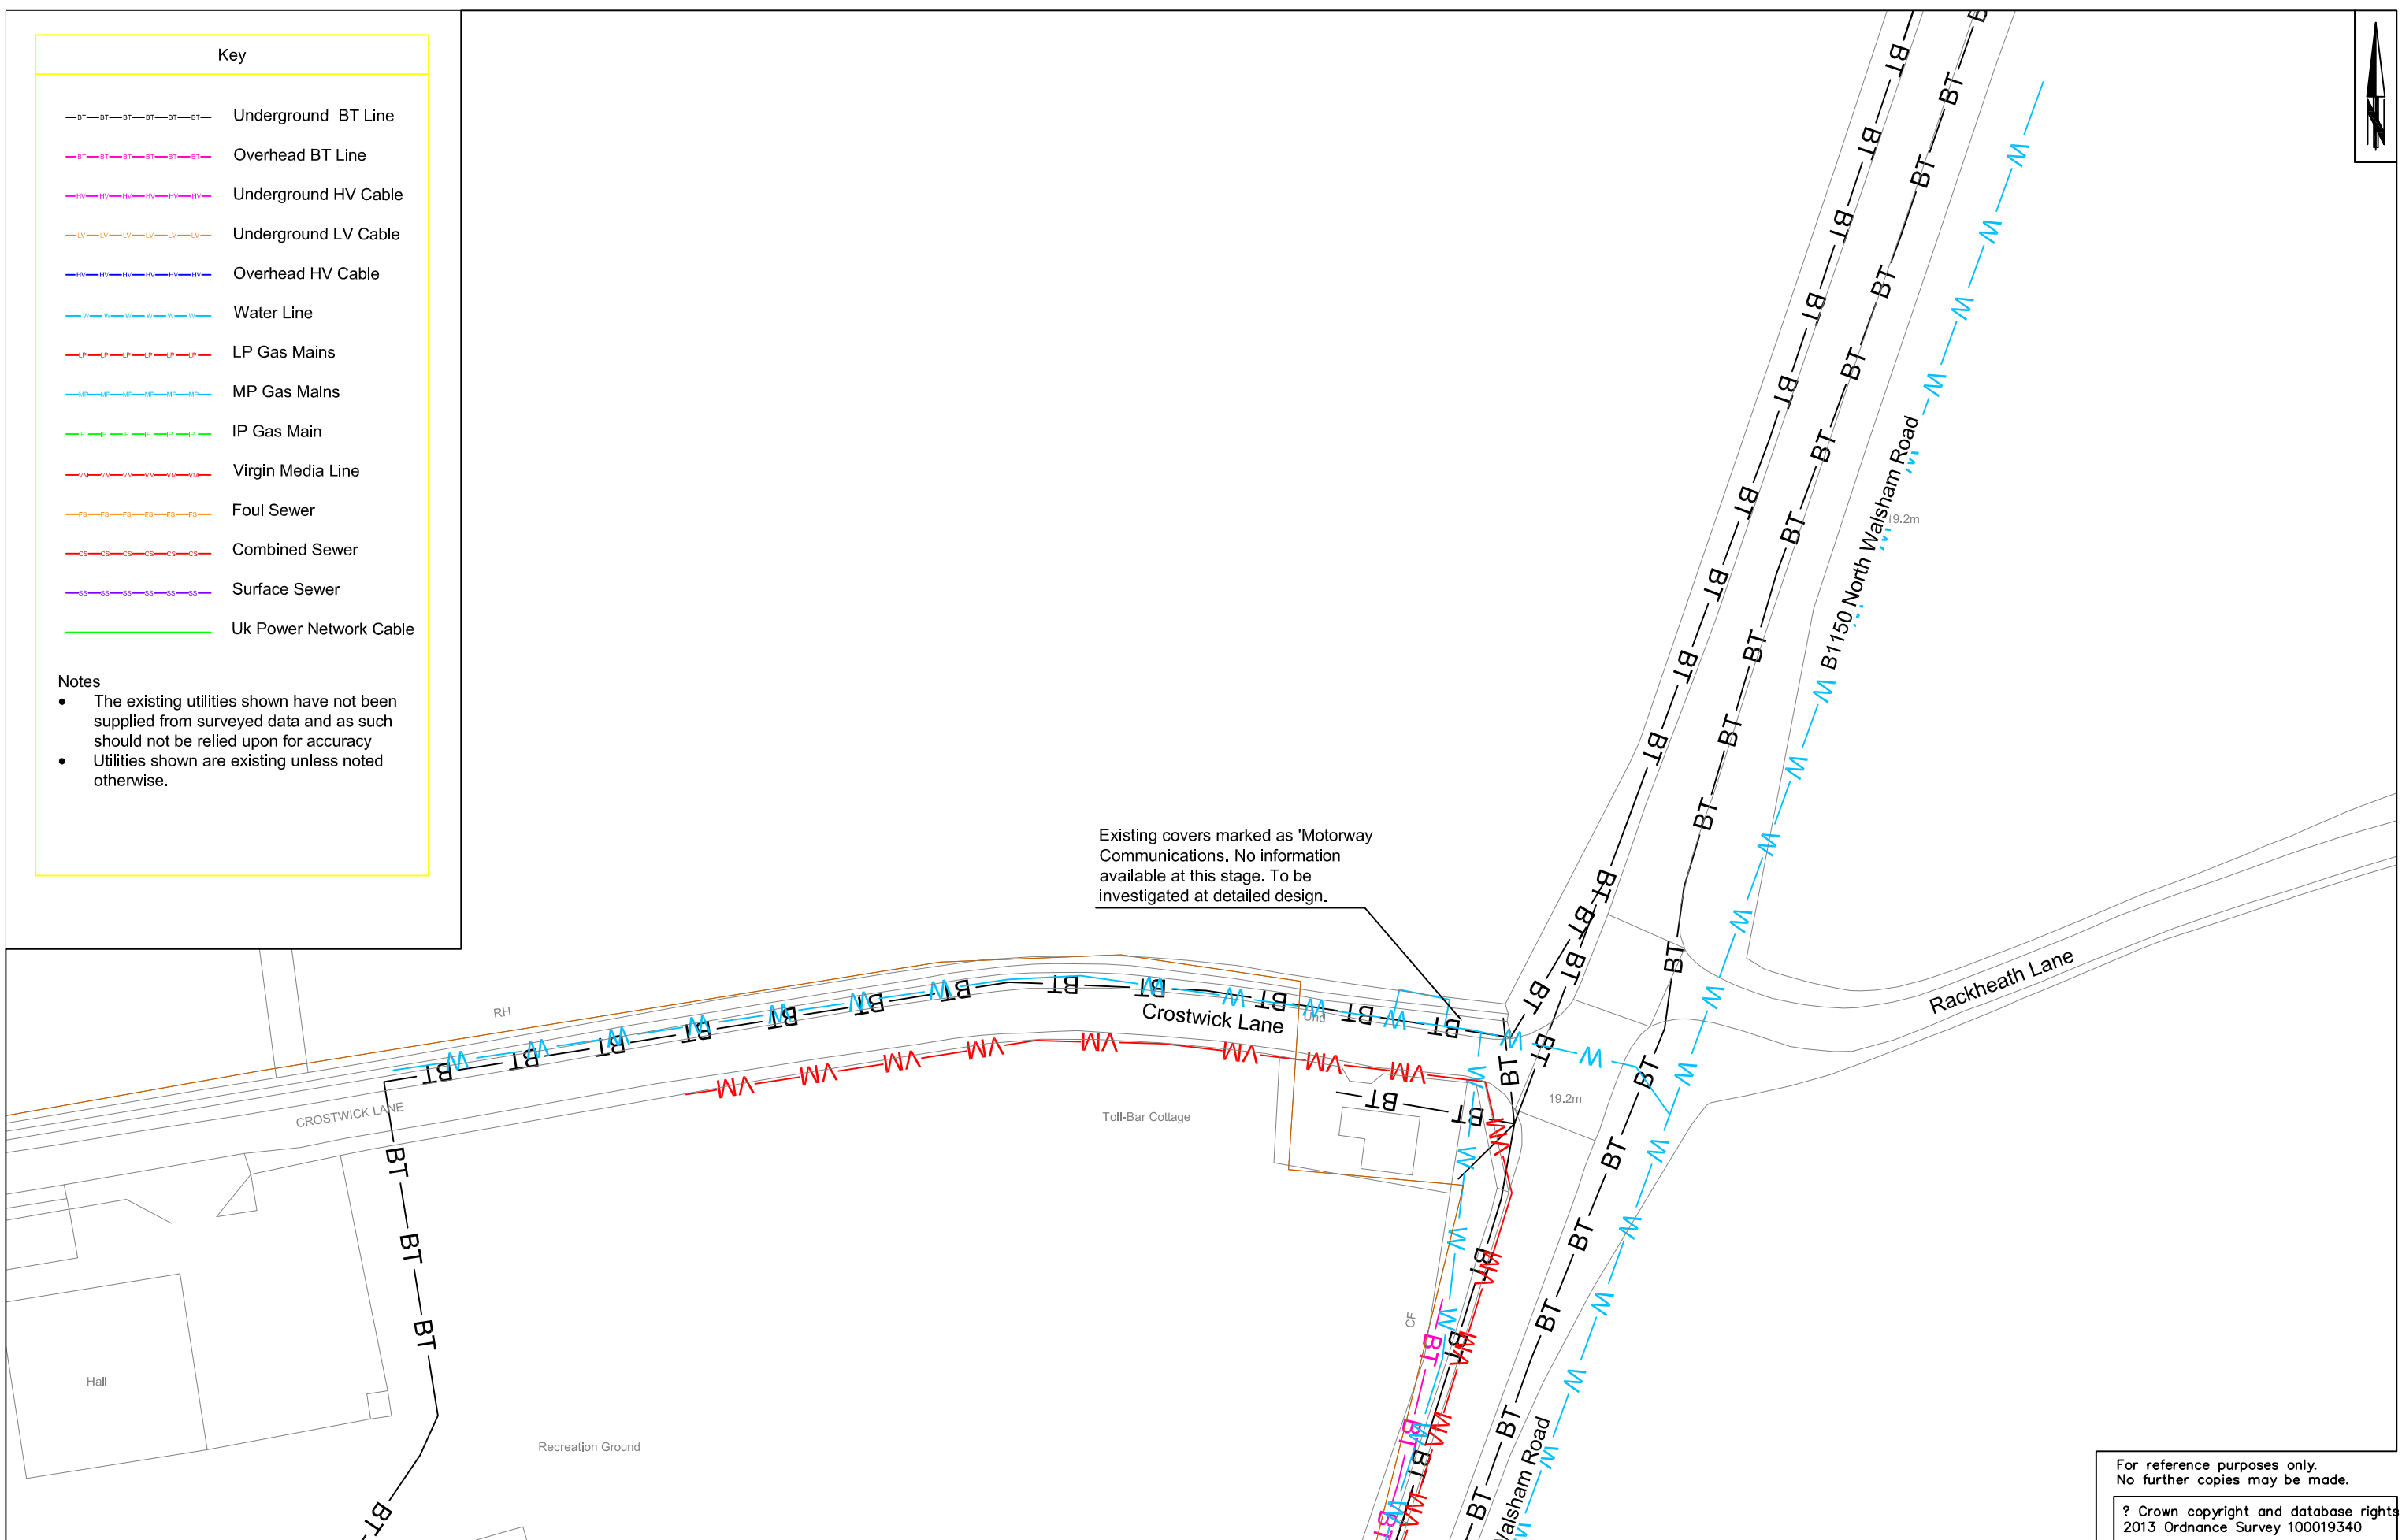 Key
Underground BT Line
Overhead BT Line
Underground HV Cable
Underground LV Cable
Overhead HV Cable
Water Line
LP Gas Mains
MP Gas Mains
IP Gas Main
Virgin Media Line
Foul Sewer
Combined Sewer
Surface Sewer
Uk Power Network Cable
Notes
• The existing utilities shown have not been
supplied from surveyed data and as such
should not be relied upon for accuracy
• Utilities shown are existing unless noted
otherwise.
Existing covers marked as 'Motorway
Communications. No information
available at this stage. To be
investigated at detailed design.
B1150 North Walsham Road
19.2m
Rackheath Lane
RH
Crostwick Lane
Und
CROSTWICK LANE
Toll-Bar Cottage
19.2m
CF
Hall
Recreation Ground
Walsham Road
BT
W
VM
For reference purposes only.
No further copies may be made.
? Crown copyright and database rights
2013 Ordnance Survey 100019340